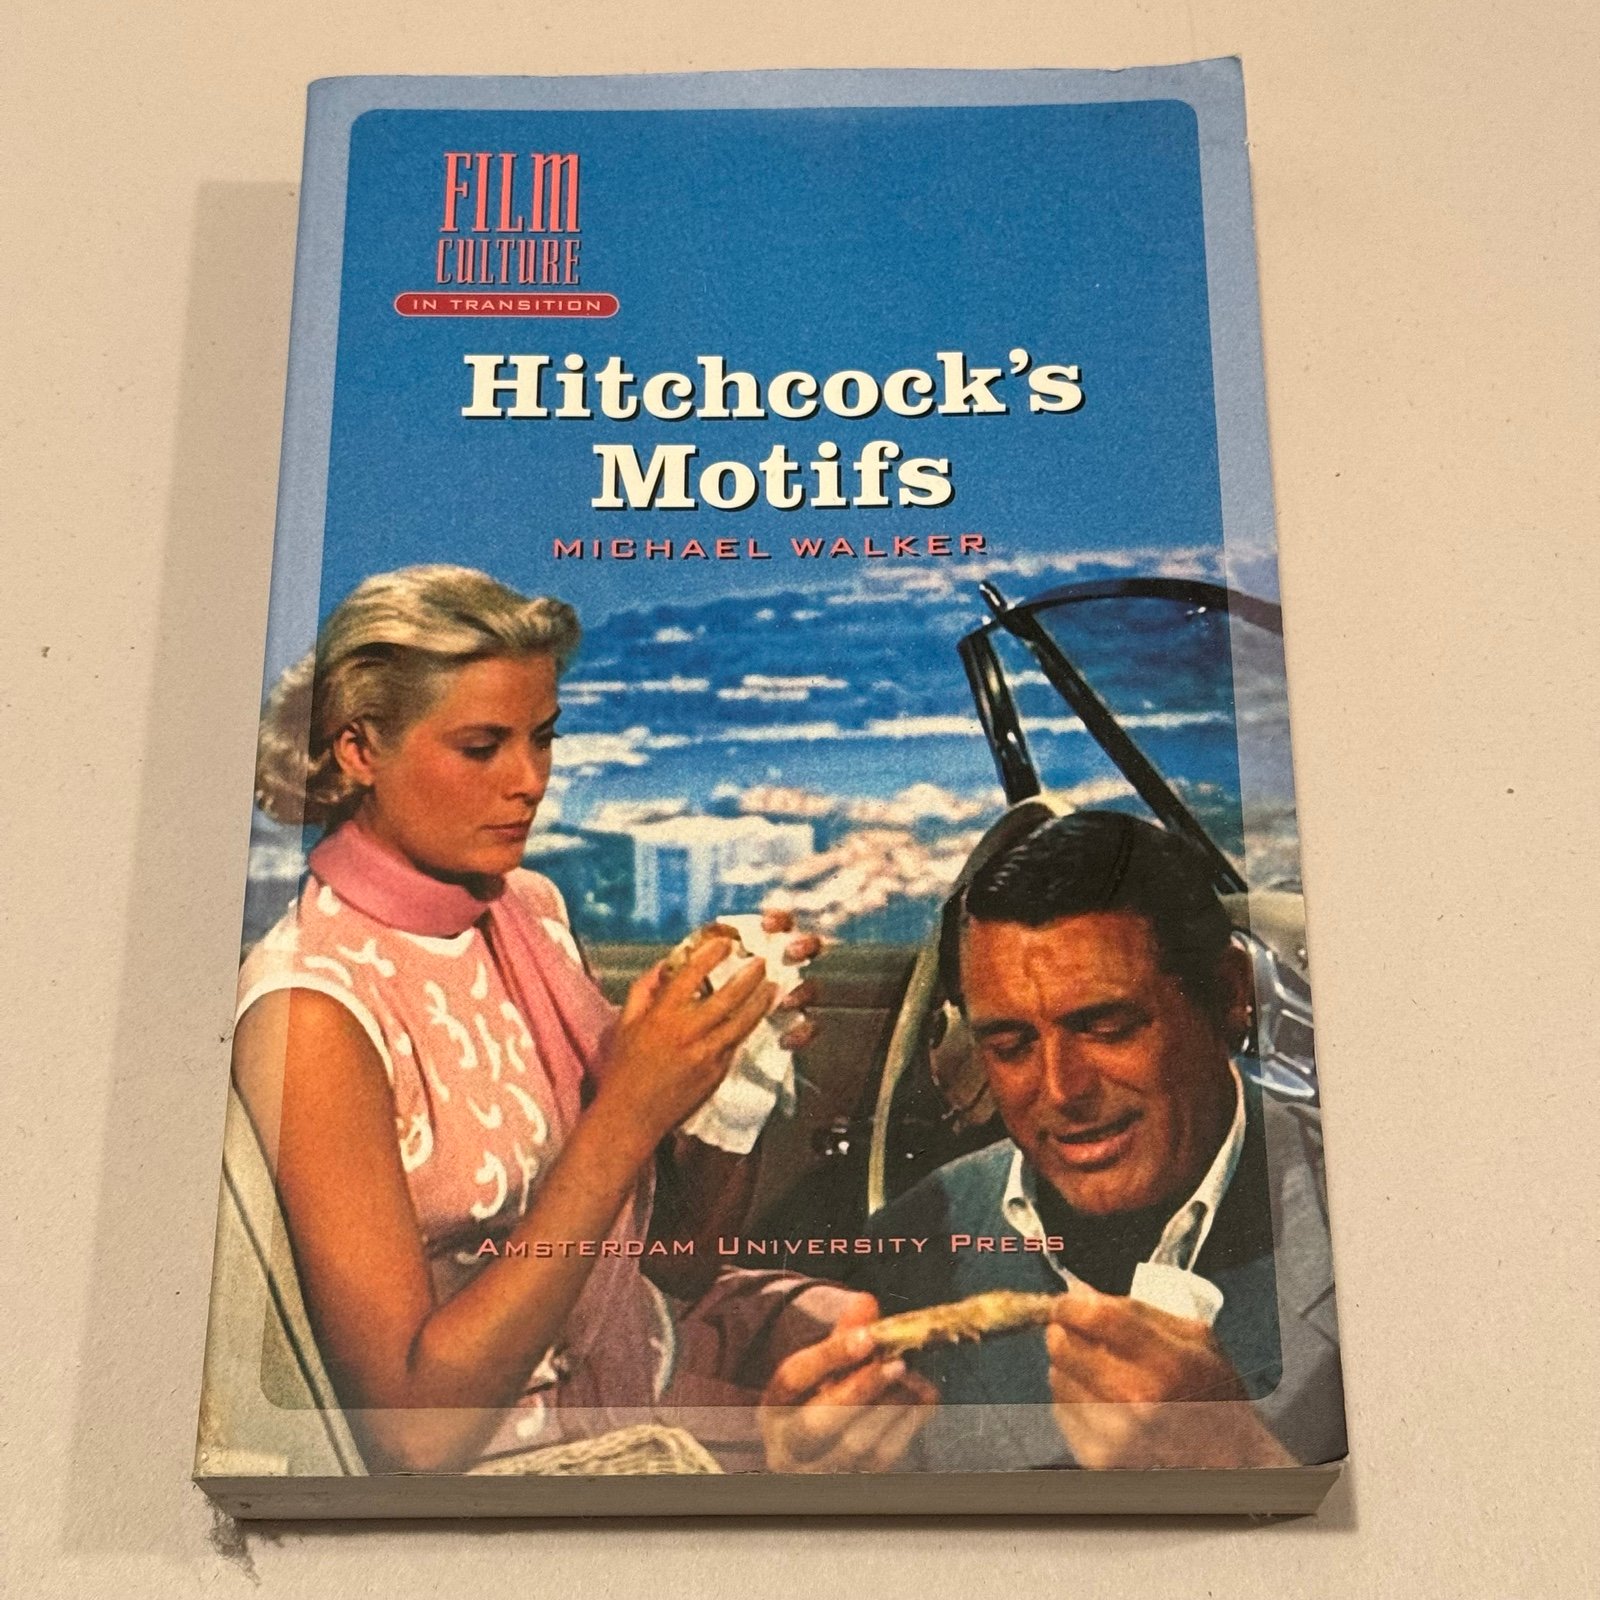 FILM
CULTURE
IN TRANSITION
Hitchcock's
Motifs
MICHAEL WALKER
AMSTERDAM UNIVERSITY PRESS